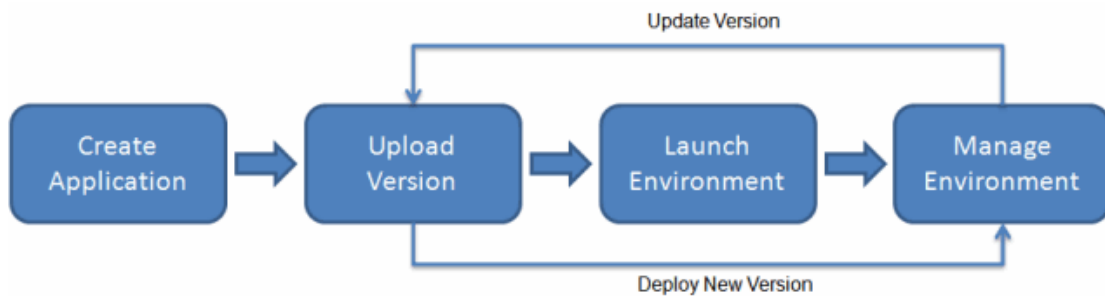 Update Version
Create
Application
Upload
Version
Launch
Environment
Manage
Environment
Deploy New Version